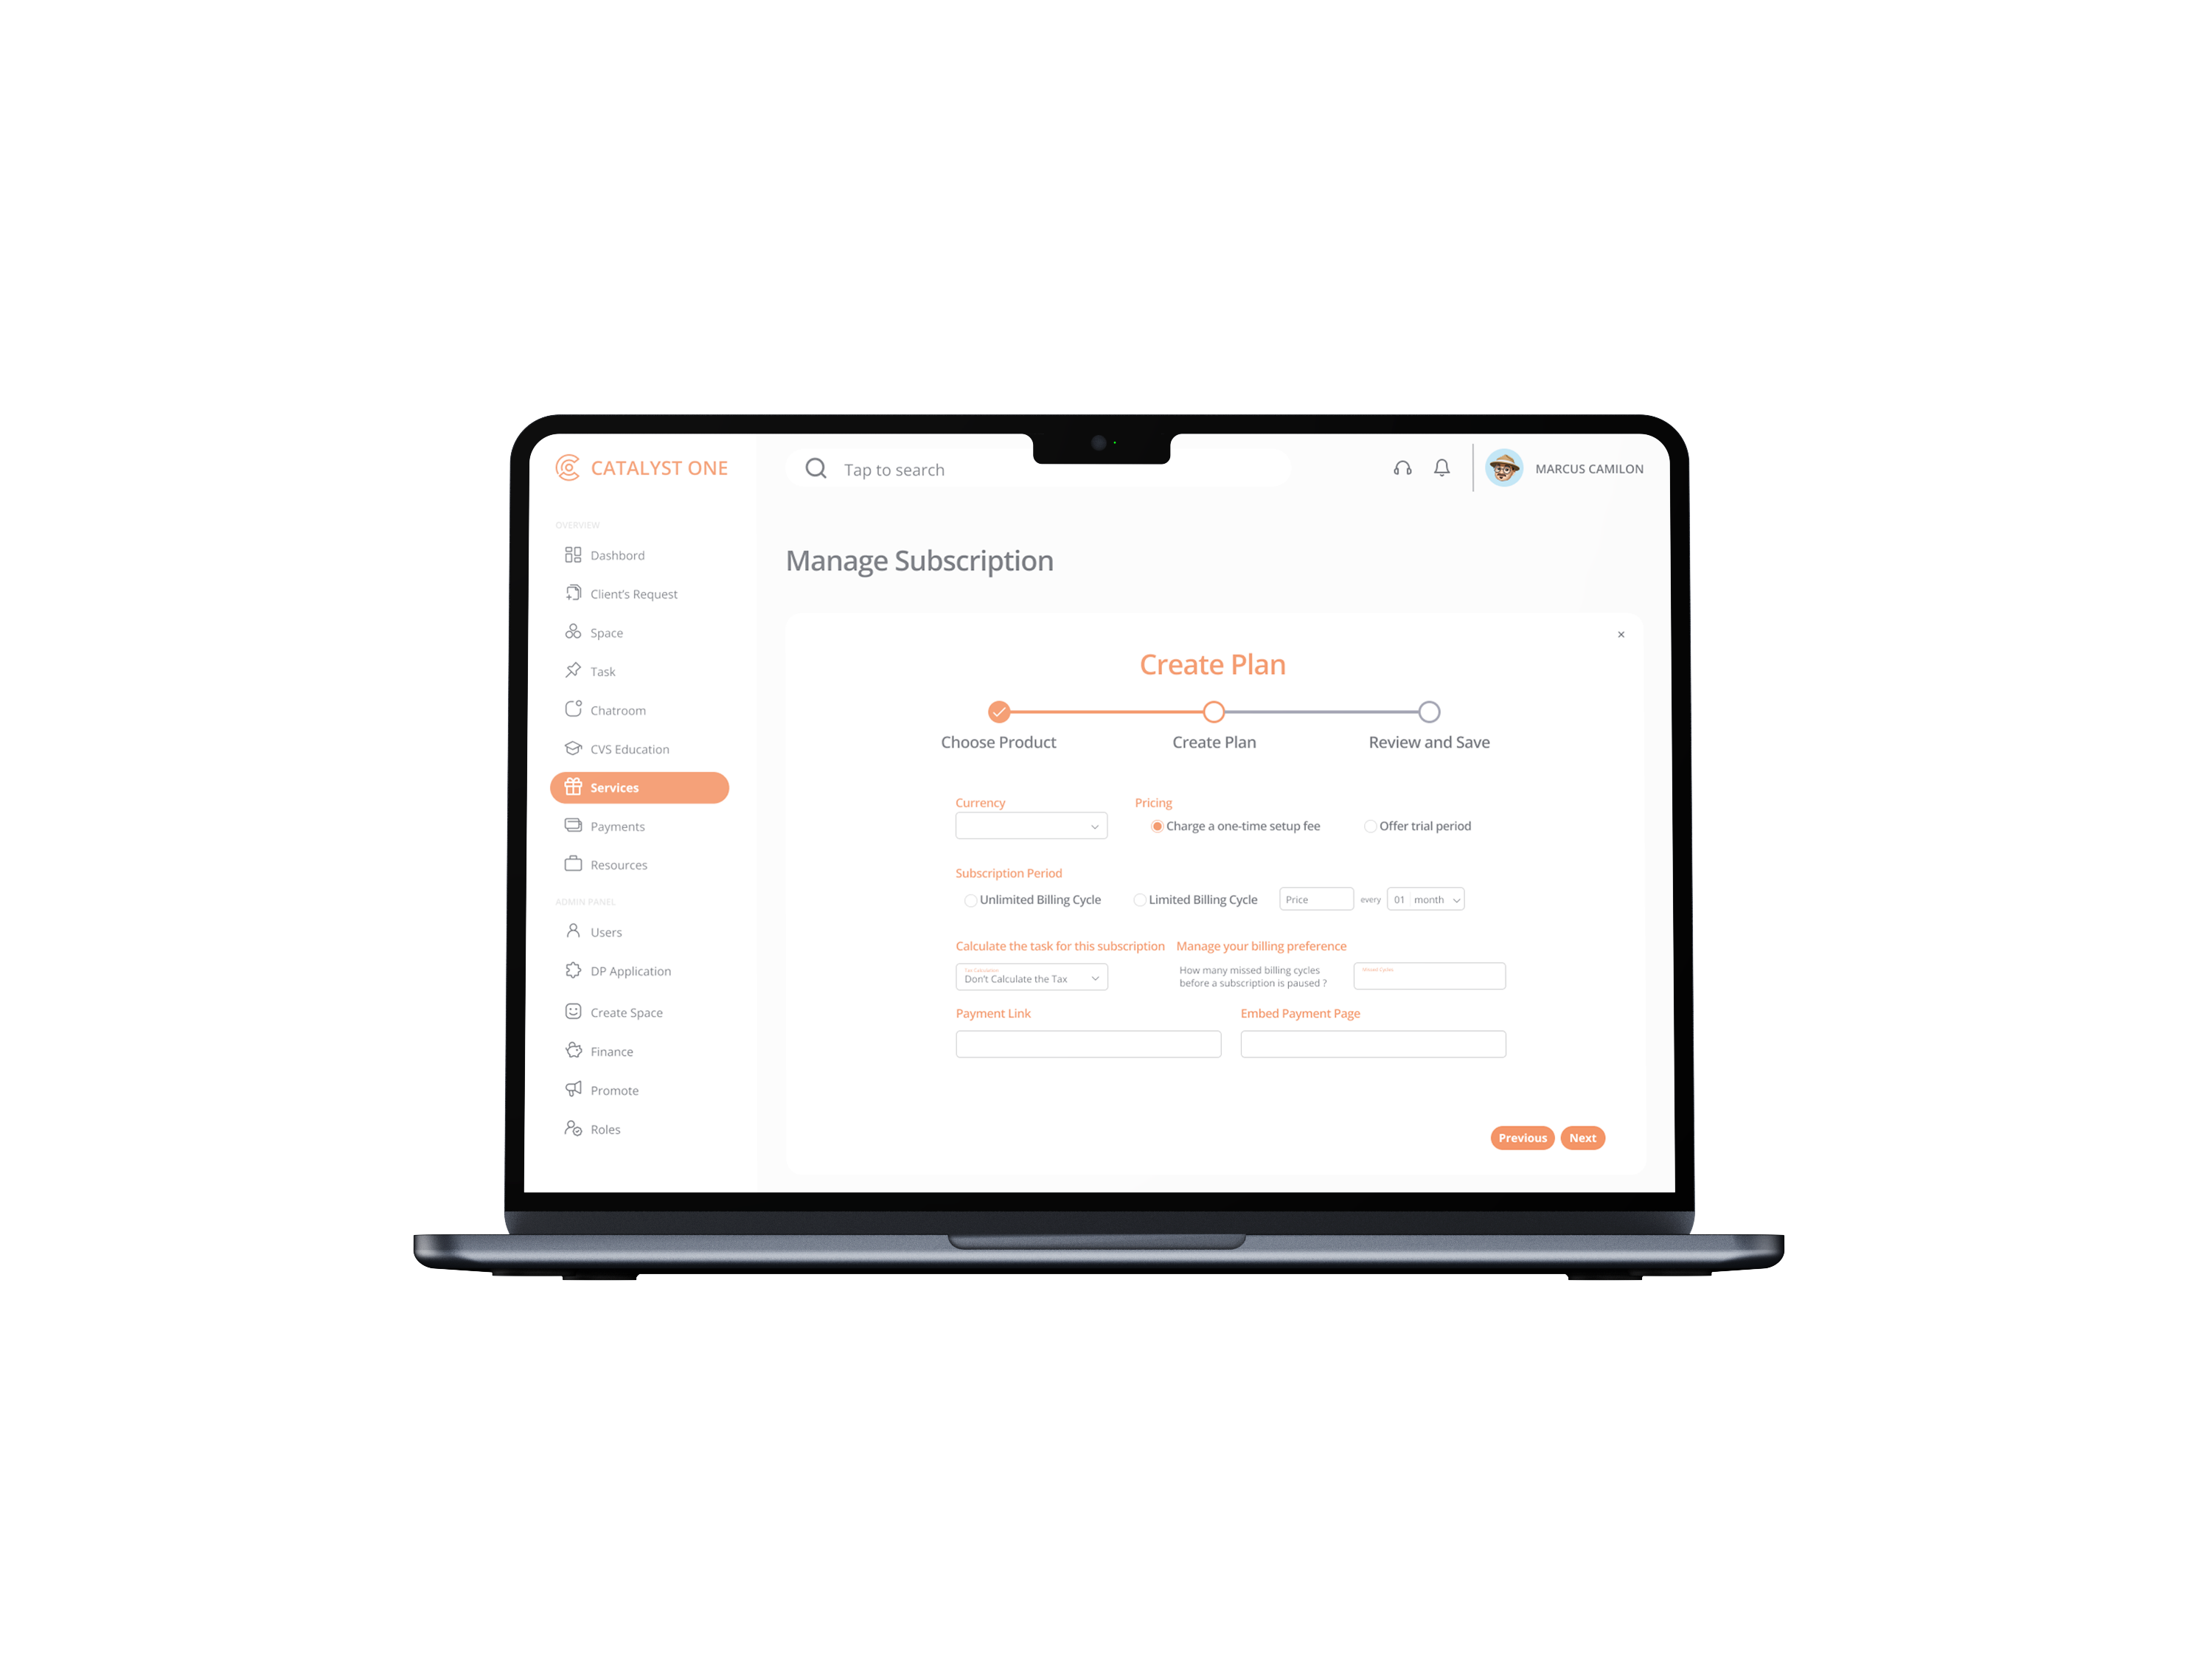 CATALYST ONE
Tap to search
MARCUS CAMILON
OVERVIEW
Dashbord
Client's Request
Space
Task
Chatroom
CVS Education
Services
Payments
Resources
ADMIN PANEL
Users
DP Application
Create Space
Finance
Promote
Roles
Manage Subscription
×
Create Plan
Choose Product
Create Plan
Review and Save
Currency
Pricing
Charge a one-time setup fee
Offer trial period
Subscription Period
Unlimited Billing Cycle
Limited Billing Cycle
Price
every
01 month
Calculate the task for this subscription
Manage your billing preference
Tax Calculation
Don't Calculate the Tax
How many missed billing cycles
before a subscription is paused ?
Missed Cycles
Payment Link
Embed Payment Page
Previous
Next